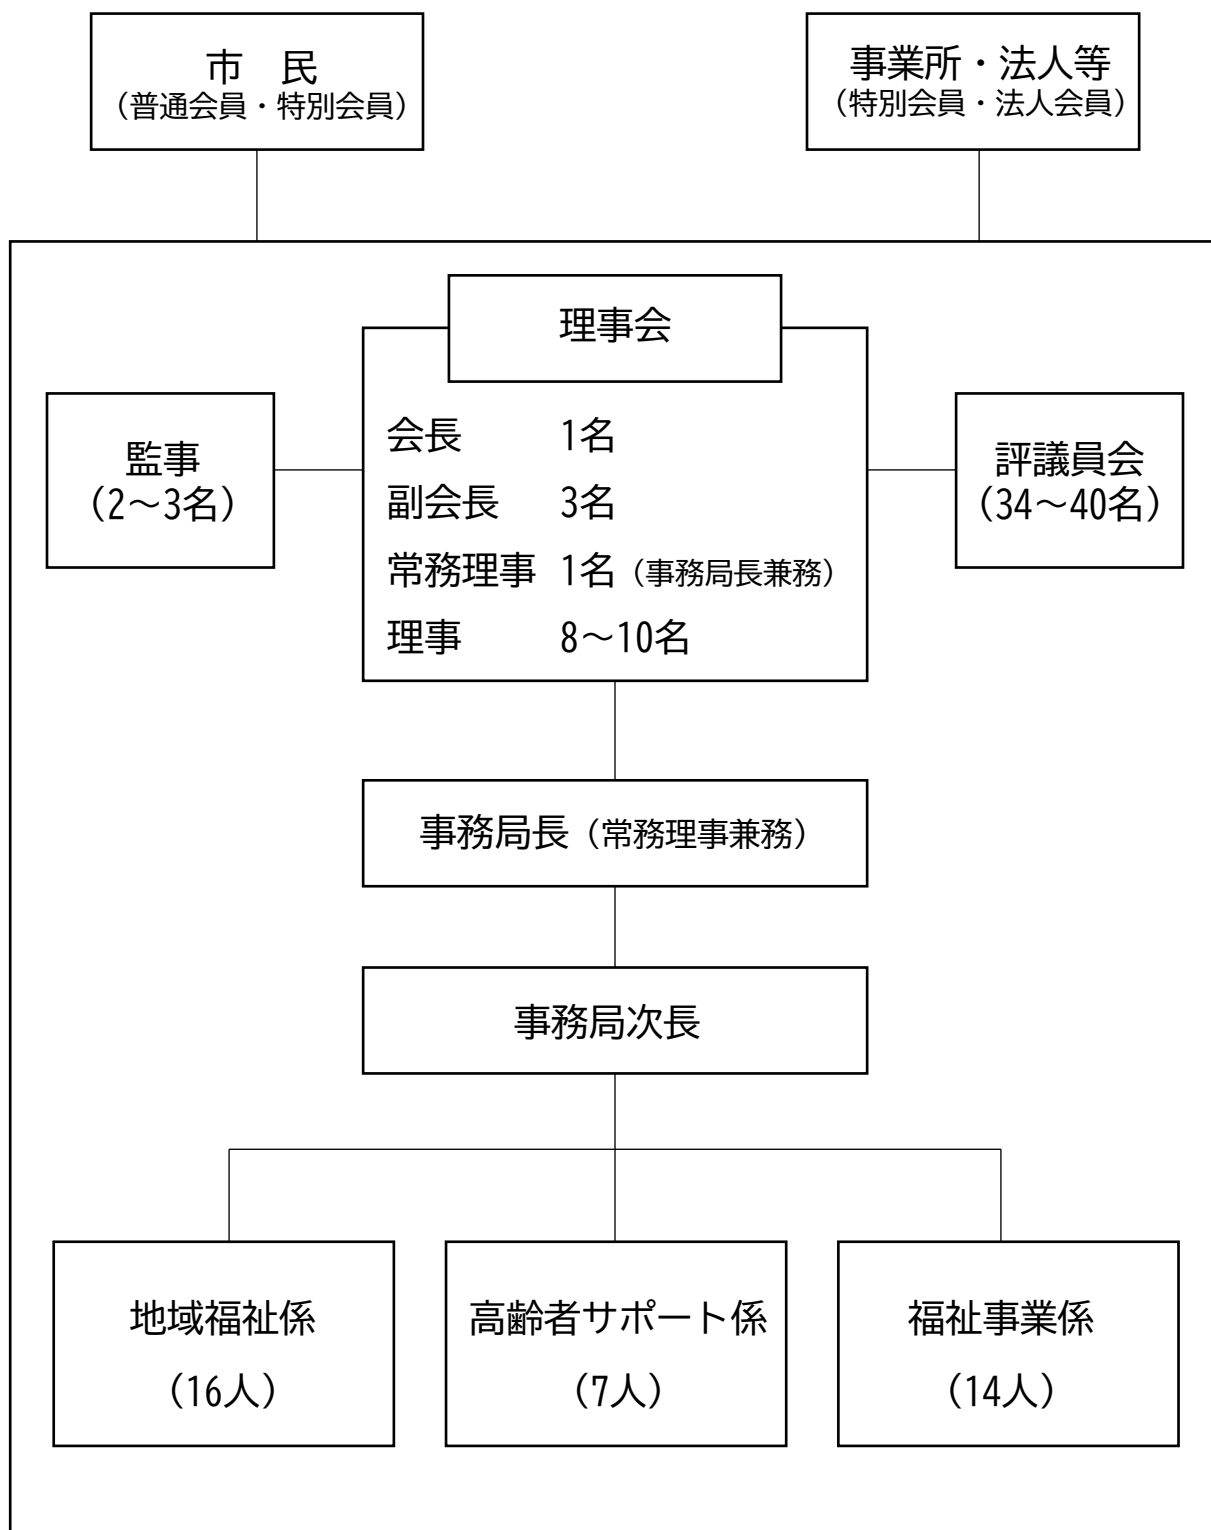 市　民
（普通会員・特別会員）
事業所・法人等
（特別会員・法人会員）
理事会
会長　1名
副会長　3名
常務理事　1名（事務局長兼務）
理事　8～10名
監事
（2～3名）
評議員会
（34～40名）
事務局長（常務理事兼務）
事務局次長
地域福祉係
（16人）
高齢者サポート係
（7人）
福祉事業係
（14人）